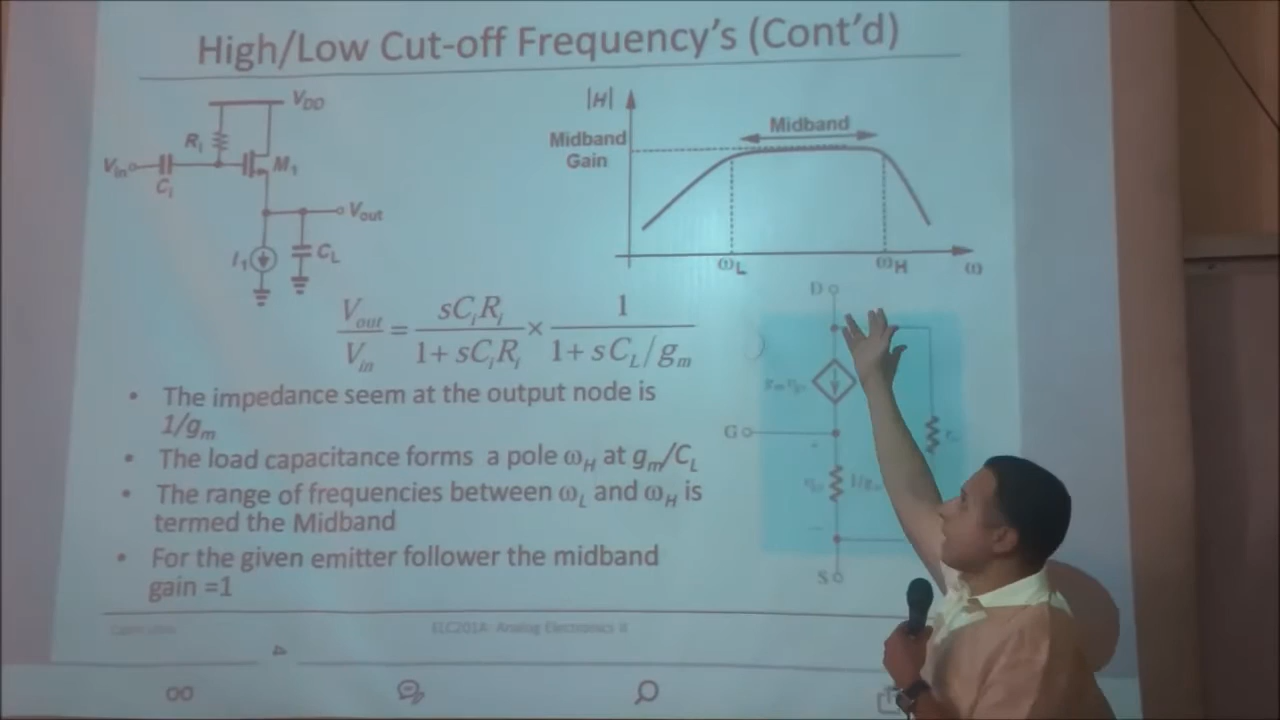 High/Low Cut-off Frequency's (Cont'd)
V_DD
R_i
V_in
C_i
M_1
V_out
I_1
C_L
|H|
Midband
Gain
Midband
ω_L
ω_H
ω
V_out / V_in = sC_iR_i / 1 + sC_iR_i × 1 / 1 + sC_L/g_m
D
G
S
• The impedance seem at the output node is
1/g_m
• The load capacitance forms a pole ω_H at g_m/C_L
• The range of frequencies between ω_L and ω_H is
termed the Midband
• For the given emitter follower the midband
gain =1
ELC201A: Analog Electronics II